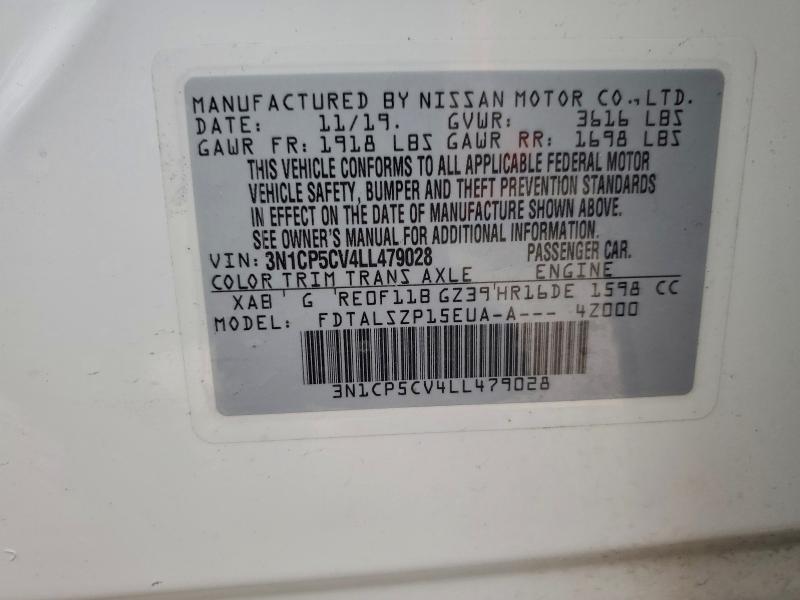 MANUFACTURED BY NISSAN MOTOR CO., LTD.
DATE: 11/19. GVWR: 3616 LBS
GAWR FR: 1918 LBS GAWR RR: 1698 LBS
THIS VEHICLE CONFORMS TO ALL APPLICABLE FEDERAL MOTOR
VEHICLE SAFETY, BUMPER AND THEFT PREVENTION STANDARDS
IN EFFECT ON THE DATE OF MANUFACTURE SHOWN ABOVE.
SEE OWNER'S MANUAL FOR ADDITIONAL INFORMATION.
VIN: 3N1CP5CV4LL479028 PASSENGER CAR.
COLOR TRIM TRANS AXLE ENGINE
XAB G RE0F11B GZ39 HR16DE 1598 CC
MODEL: FDTALSZP15EUA-A--- 4Z000
3N1CP5CV4LL479028